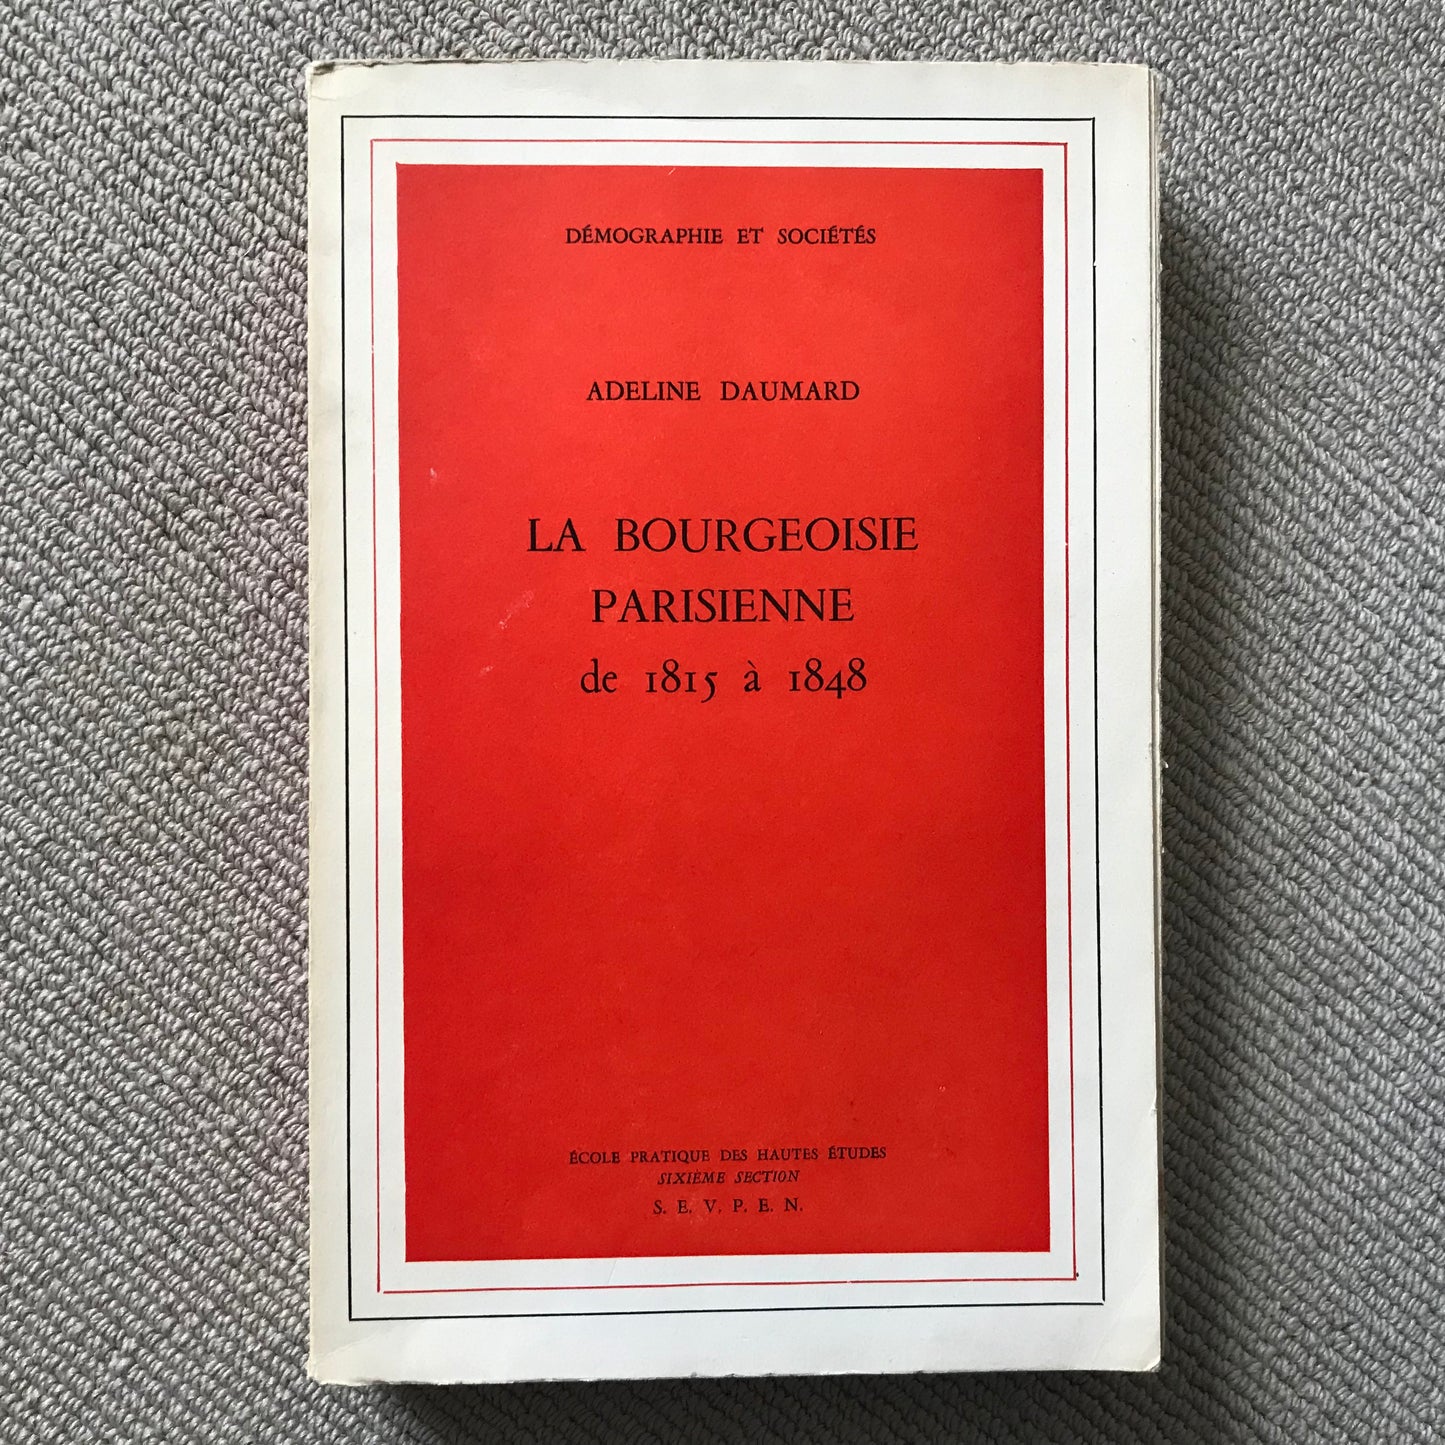 DÉMOGRAPHIE ET SOCIÉTÉS
ADELINE DAUMARD
LA BOURGEOISIE
PARISIENNE
de 1815 à 1848
ÉCOLE PRATIQUE DES HAUTES ÉTUDES
SIXIÈME SECTION
S. E. V. P. E. N.